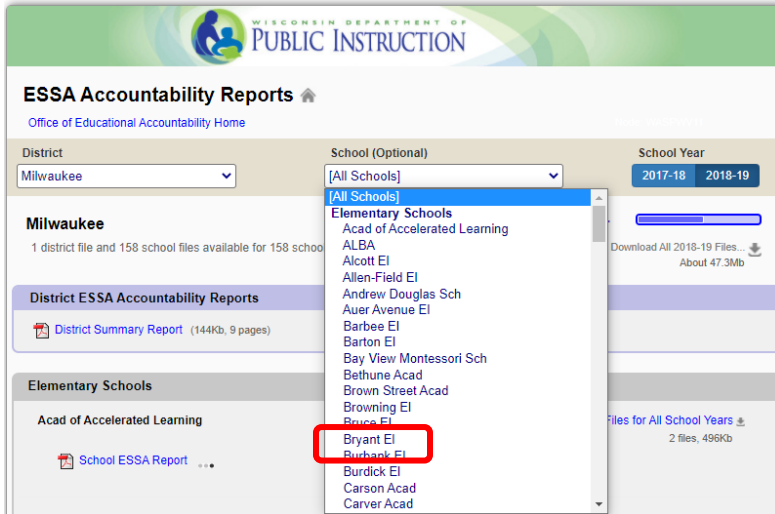 WISCONSIN DEPARTMENT OF
PUBLIC INSTRUCTION
ESSA Accountability Reports
Office of Educational Accountability Home
District
School (Optional)
School Year
Milwaukee
[All Schools]
2017-18
2018-19
[All Schools]
Elementary Schools
Acad of Accelerated Learning
ALBA
Alcott El
Allen-Field El
Andrew Douglas Sch
Auer Avenue El
Barbee El
Barton El
Bay View Montessori Sch
Bethune Acad
Brown Street Acad
Browning El
Bruce El
Bryant El
Burbank El
Burdick El
Carson Acad
Carver Acad
Milwaukee
1 district file and 158 school files available for 158 schoo
Download All 2018-19 Files...
About 47.3Mb
District ESSA Accountability Reports
District Summary Report (144Kb, 9 pages)
Elementary Schools
Acad of Accelerated Learning
Files for All School Years
2 files, 496Kb
School ESSA Report